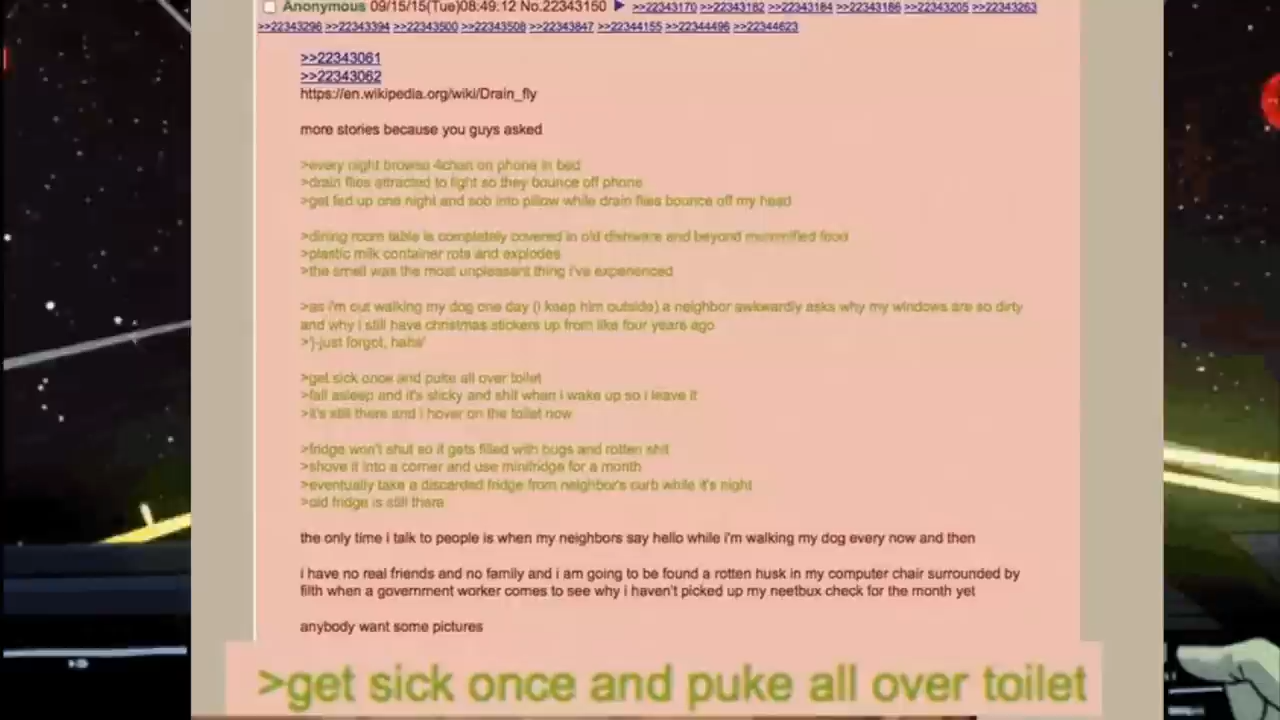 Anonymous 09/15/15(Tue)08:49:12 No.22343150 ▶ >>22343170 >>22343182 >>22343184 >>22343186 >>22343205 >>22343263
>>22343296 >>22343394 >>22343500 >>22343508 >>22343847 >>22344155 >>22344496 >>22344623
>>22343061
>>22343062
https://en.wikipedia.org/wiki/Drain_fly
more stories because you guys asked
>every night browse 4chan on phone in bed
>drain flies attracted to light so they bounce off phone
>get fed up one night and sob into pillow while drain flies bounce off my head
>dining room table is completely covered in old dishware and beyond mummified food
>plastic milk container rots and explodes
>the smell was the most unpleasant thing i've experienced
>as i'm out walking my dog one day (i keep him outside) a neighbor awkwardly asks why my windows are so dirty
and why i still have christmas stickers up from like four years ago
>'j-just forgot, haha'
>get sick once and puke all over toilet
>fall asleep and it's sticky and shit when i wake up so i leave it
>it's still there and i hover on the toilet now
>fridge won't shut so it gets filled with bugs and rotten shit
>shove it into a corner and use minifridge for a month
>eventually take a discarded fridge from neighbor's curb while it's night
>old fridge is still there
the only time i talk to people is when my neighbors say hello while i'm walking my dog every now and then
i have no real friends and no family and i am going to be found a rotten husk in my computer chair surrounded by
filth when a government worker comes to see why i haven't picked up my neetbux check for the month yet
anybody want some pictures
>get sick once and puke all over toilet